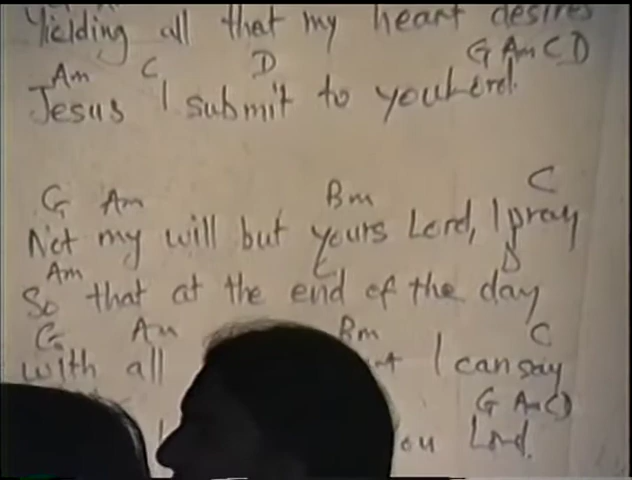 Yielding all that my heart desires
Am C D G Am C D
Jesus I submit to you Lord.
G Am Bm C
Not my will but yours Lord, I pray
Am C D
So that at the end of the day
G Am Bm C
with all I can say
G Am C D
Lord.